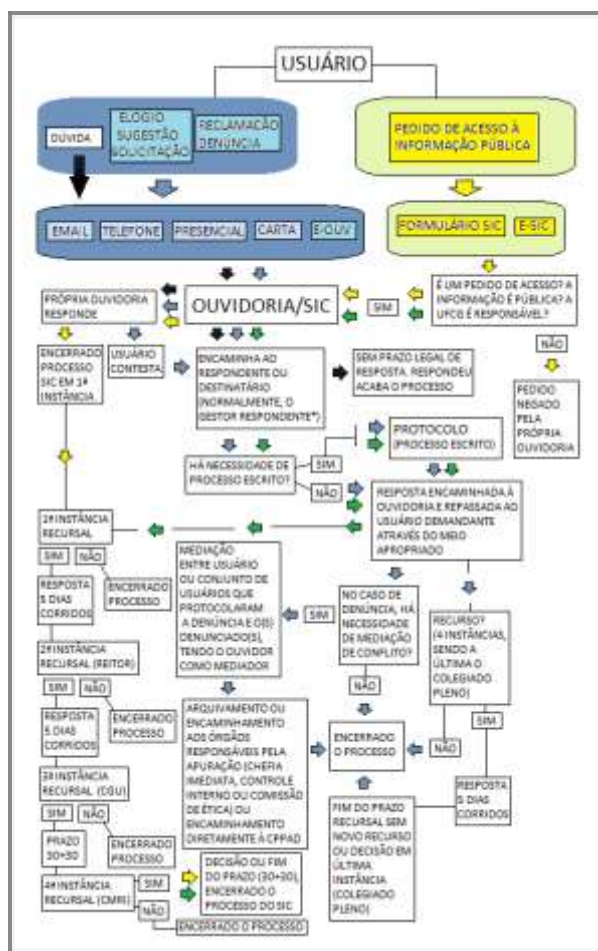 USUÁRIO
DÚVIDA
ELOGIO
SUGESTÃO
SOLICITAÇÃO
RECLAMAÇÃO
DENÚNCIA
PEDIDO DE ACESSO À
INFORMAÇÃO PÚBLICA
EMAIL
TELEFONE
PRESENCIAL
CARTA
E-OUV
FORMULÁRIO SIC
E-SIC
PRÓPRIA OUVIDORIA
RESPONDE
OUVIDORIA/SIC
SIM
É UM PEDIDO DE ACESSO? A
INFORMAÇÃO É PÚBLICA? A
UFCG É RESPONSÁVEL?
NÃO
ENCERRADO
PROCESSO
SIC EM 1ª
INSTÂNCIA
USUÁRIO
CONTESTA
ENCAMINHA AO
RESPONDENTE OU
DESTINATÁRIO
(NORMALMENTE, O
GESTOR RESPONDENTE*)
SEM PRAZO LEGAL DE
RESPOSTA. RESPONDEU
ACABA O PROCESSO
PEDIDO
NEGADO
PELA
PRÓPRIA
OUVIDORIA
PROTOCOLO
(PROCESSO ESCRITO)
HÁ NECESSIDADE DE
PROCESSO ESCRITO?
SIM
NÃO
RESPOSTA ENCAMINHADA À
OUVIDORIA E REPASSADA AO
USUÁRIO DEMANDANTE
ATRAVÉS DO MEIO
APROPRIADO
1ª INSTÂNCIA
RECURSAL
SIM
NÃO
RESPOSTA
5 DIAS
CORRIDOS
ENCERRADO
PROCESSO
MEDIAÇÃO
ENTRE USUÁRIO
OU CONJUNTO DE
USUÁRIOS QUE
PROTOCOLARAM
A DENÚNCIA E O(S)
DENUNCIADO(S),
TENDO O OUVIDOR
COMO MEDIADOR
SIM
NO CASO DE
DENÚNCIA, HÁ
NECESSIDADE
DE MEDIAÇÃO
DE CONFLITO?
NÃO
RECURSO?
(4 INSTÂNCIAS,
SENDO A
ÚLTIMA O
COLEGIADO
PLENO)
SIM
NÃO
2ª INSTÂNCIA
RECURSAL (REITOR)
SIM
NÃO
RESPOSTA
5 DIAS
CORRIDOS
ENCERRADO
PROCESSO
ARQUIVAMENTO OU
ENCAMINHAMENTO
AOS ÓRGÃOS
RESPONSÁVEIS PELA
APURAÇÃO (CHEFIA
IMEDIATA, CONTROLE
INTERNO OU COMISSÃO
DE ÉTICA) OU
ENCAMINHAMENTO
DIRETAMENTE À CPPAD
ENCERRADO
O PROCESSO
RESPOSTA
5 DIAS
CORRIDOS
3ª INSTÂNCIA
RECURSAL (CGU)
SIM
NÃO
PRAZO
30+30
ENCERRADO
PROCESSO
FIM DO PRAZO
RECURSAL SEM
NOVO RECURSO
OU DECISÃO EM
ÚLTIMA
INSTÂNCIA
(COLEGIADO
PLENO)
4ª INSTÂNCIA
RECURSAL (CMRI)
SIM
NÃO
DECISÃO OU FIM
DO PRAZO (30+30),
ENCERRADO O
PROCESSO DO SIC
ENCERRADO O PROCESSO